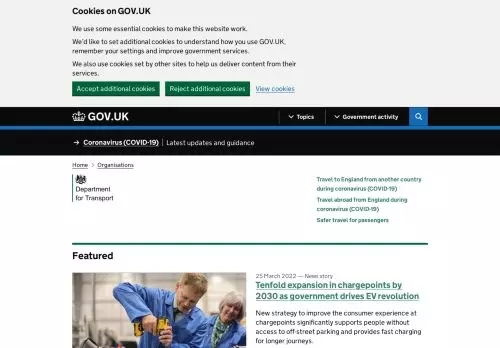 Cookies on GOV.UK
We use some essential cookies to make this website work.
We'd like to set additional cookies to understand how you use GOV.UK,
remember your settings and improve government services.
We also use cookies set by other sites to help us deliver content from their
services.
Accept additional cookies Reject additional cookies View cookies
GOV.UK Topics Government activity
→ Coronavirus (COVID-19) Latest updates and guidance
Home > Organisations
Department
for Transport
Travel to England from another country
during coronavirus (COVID-19)
Travel abroad from England during
coronavirus (COVID-19)
Safer travel for passengers
Featured
25 March 2022 — News story
Tenfold expansion in chargepoints by
2030 as government drives EV revolution
New strategy to improve the consumer experience at
chargepoints significantly supports people without
access to off-street parking and provides fast charging
for longer journeys.